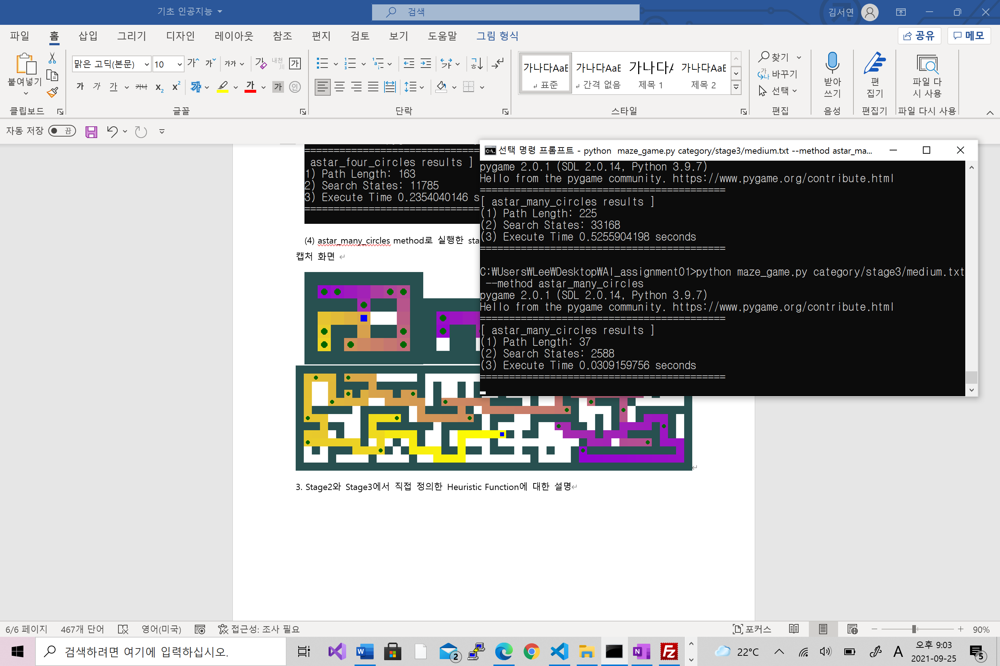 기초 인공지능
검색
김서연
파일 홈 삽입 그리기 디자인 레이아웃 참조 편지 검토 보기 도움말 그림 형식
공유 메모
붙여넣기
클립보드
맑은 고딕(본문) 10
글꼴
단락
가나다AaE 가나다AaE 가나다A 가나다AaE
표준 간격 없음 제목 1 제목 2
스타일
찾기
바꾸기
선택
편집
받아
쓰기
음성
편
집기
편집기
파일 다
시 사용
파일 다시 사용
자동 저장 끔
astar_four_circles results ]
1) Path Length: 163
2) Search States: 11785
3) Execute Time 0.2354040146 s
(4) astar_many_circles method로 실행한 sta
캡처 화면
선택 명령 프롬프트 - python maze_game.py category/stage3/medium.txt --method astar_ma...
pygame 2.0.1 (SDL 2.0.14, Python 3.9.7)
Hello from the pygame community. https://www.pygame.org/contribute.html
========================================== 
[ astar_many_circles results ]
(1) Path Length: 225
(2) Search States: 33168
(3) Execute Time 0.5255904198 seconds
==========================================
C:₩Users₩Lee₩Desktop₩AI_assignment01>python maze_game.py category/stage3/medium.txt
--method astar_many_circles
pygame 2.0.1 (SDL 2.0.14, Python 3.9.7)
Hello from the pygame community. https://www.pygame.org/contribute.html
==========================================
[ astar_many_circles results ]
(1) Path Length: 37
(2) Search States: 2588
(3) Execute Time 0.0309159756 seconds
==========================================
3. Stage2와 Stage3에서 직접 정의한 Heuristic Function에 대한 설명
6/6 페이지 467개 단어 영어(미국) 접근성: 조사 필요
포커스 90%
검색하려면 여기에 입력하십시오.
2
22°C
A
오후 9:03
2021-09-25
5